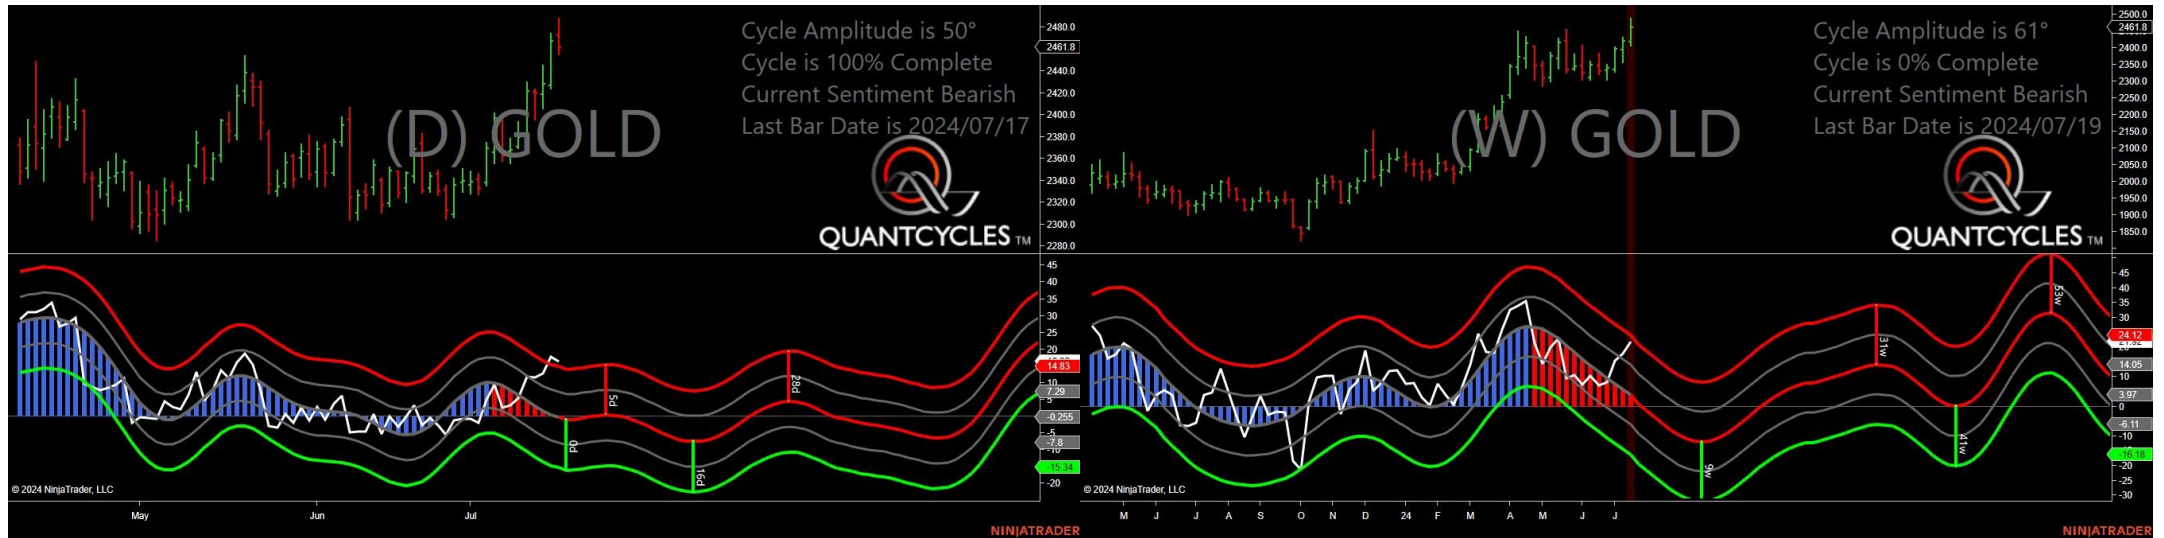 Cycle Amplitude is 50°
Cycle is 100% Complete
Current Sentiment Bearish
Last Bar Date is 2024/07/17
(D) GOLD
QUANTCYCLES TM
2480.0
2461.8
2440.0
2420.0
2400.0
2380.0
2360.0
2340.0
2320.0
2300.0
2280.0
45
40
35
30
25
20
14.83
10
7.29
-0.255
-5
-7.8
-10
-15.34
-20
5d
28d
0d
16d
© 2024 NinjaTrader, LLC
May
Jun
Jul
NINJATRADER
Cycle Amplitude is 61°
Cycle is 0% Complete
Current Sentiment Bearish
Last Bar Date is 2024/07/19
(W) GOLD
QUANTCYCLES TM
2500.0
2461.8
2400.0
2350.0
2300.0
2250.0
2200.0
2150.0
2100.0
2050.0
2000.0
1950.0
1900.0
1850.0
45
40
35
30
24.12
21.92
20
14.05
10
3.97
0
-6.11
-10
-16.18
-20
-25
-30
53w
31w
41w
9w
© 2024 NinjaTrader, LLC
M
J
J
A
S
O
N
D
24
F
M
A
M
J
J
NINJATRADER